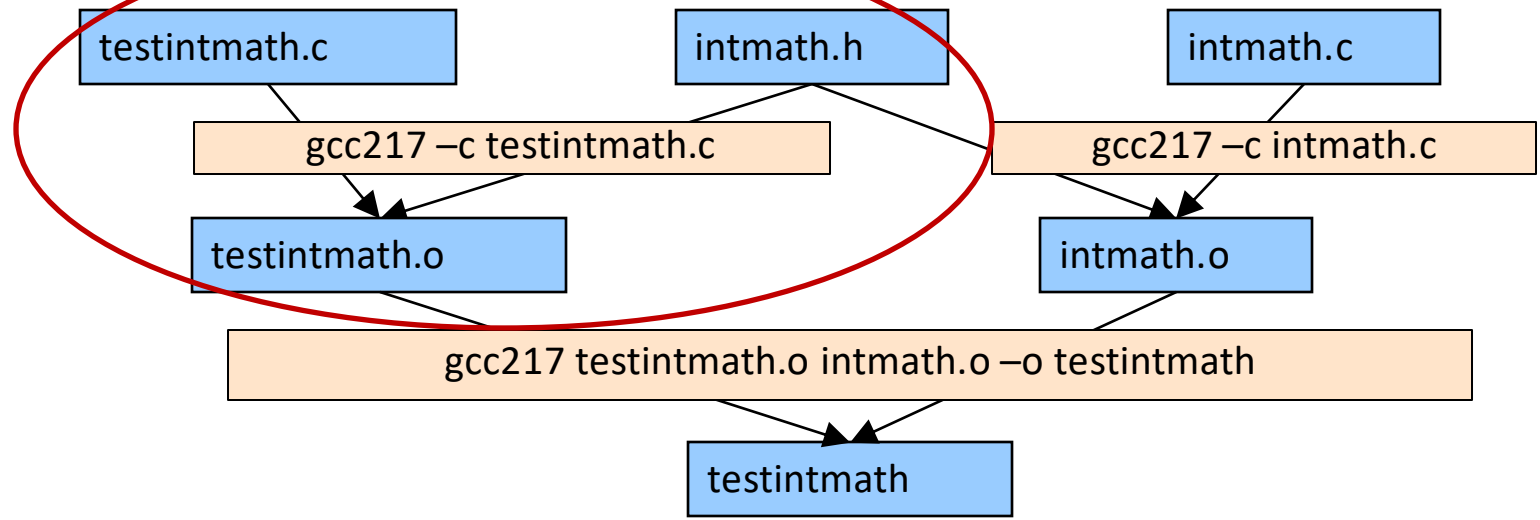 testintmath.c
intmath.h
intmath.c
gcc217 –c testintmath.c
gcc217 –c intmath.c
testintmath.o
intmath.o
gcc217 testintmath.o intmath.o –o testintmath
testintmath